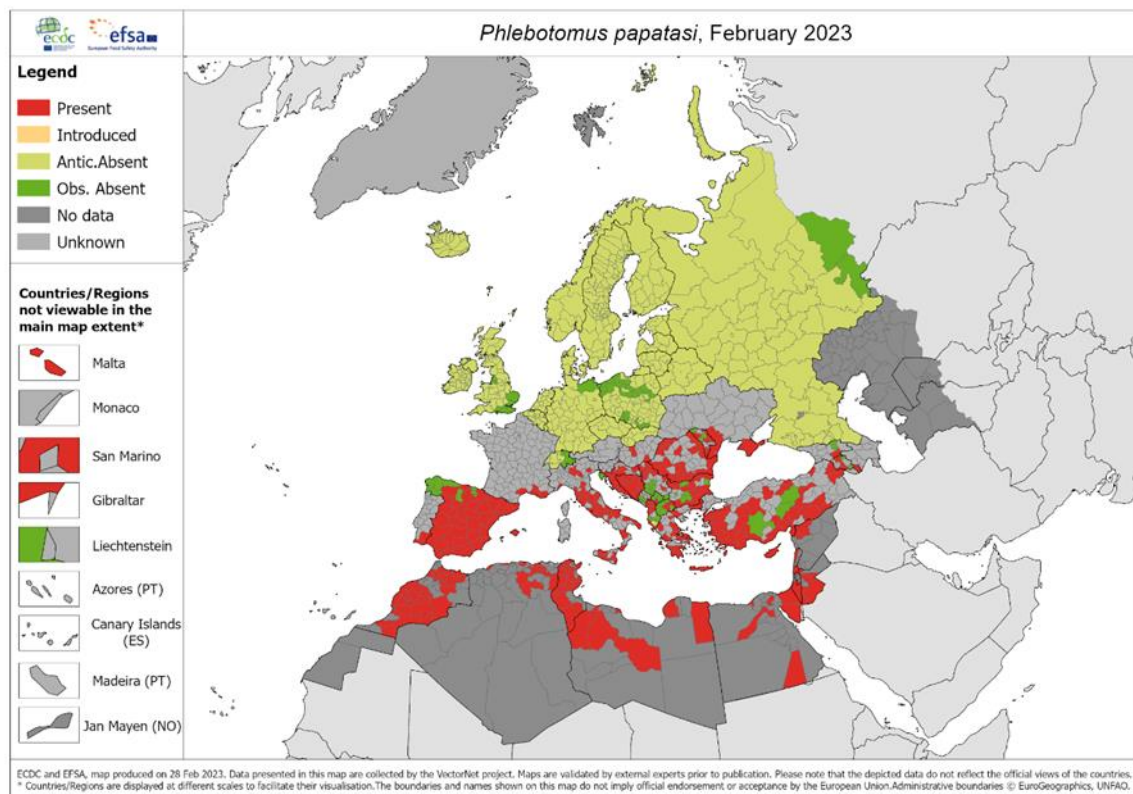 ecdc
efsa
European Food Safety Authority
Phlebotomus papatasi, February 2023
Legend
Present
Introduced
Antic.Absent
Obs. Absent
No data
Unknown
Countries/Regions
not viewable in the
main map extent*
Malta
Monaco
San Marino
Gibraltar
Liechtenstein
Azores (PT)
Canary Islands
(ES)
Madeira (PT)
Jan Mayen (NO)
ECDC and EFSA, map produced on 28 Feb 2023. Data presented in this map are collected by the VectorNet project. Maps are validated by external experts prior to publication. Please note that the depicted data do not reflect the official views of the countries.
* Countries/Regions are displayed at different scales to facilitate their visualisation.The boundaries and names shown on this map do not imply official endorsement or acceptance by the European Union.Administrative boundaries © EuroGeographics, UNFAO.